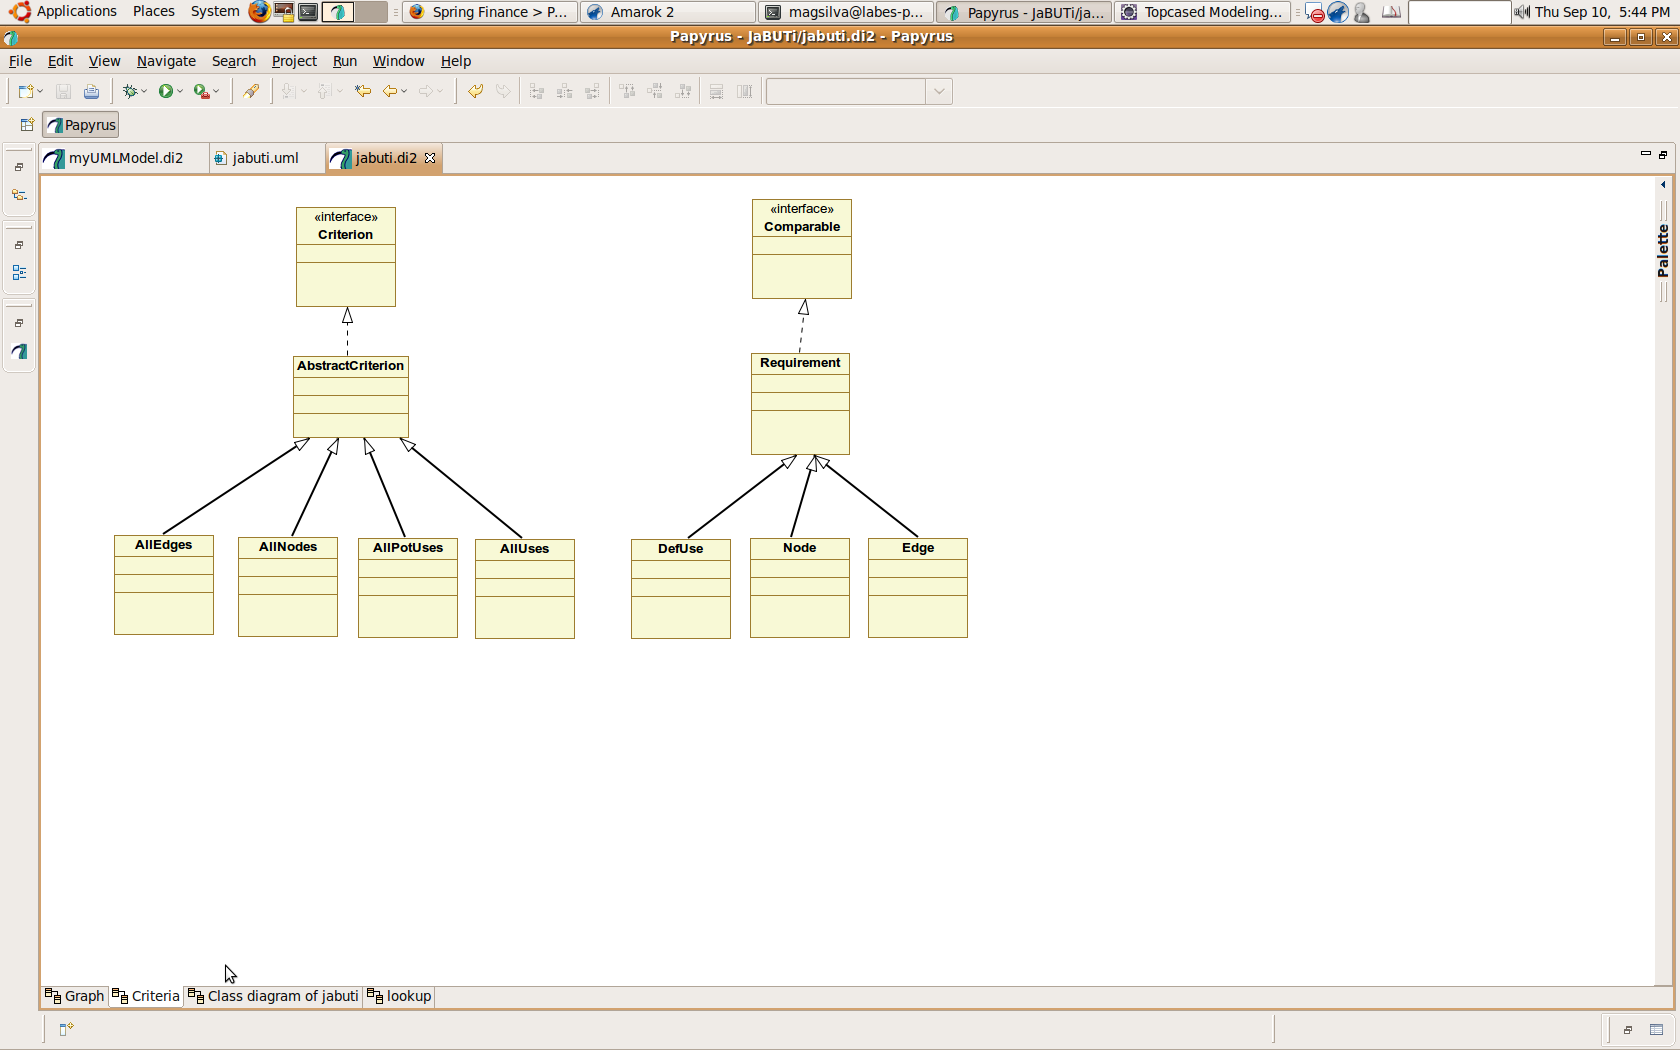 Applications Places System Spring Finance > P... Amarok 2 magsilva@labes-p... Papyrus - JaBUTi/ja... Topcased Modeling... Thu Sep 10, 5:44 PM
Papyrus - JaBUTi/jabuti.di2 - Papyrus
File Edit View Navigate Search Project Run Window Help
Papyrus
myUMLModel.di2 jabuti.uml jabuti.di2
Palette
«interface»
Criterion
«interface»
Comparable
AbstractCriterion
Requirement
AllEdges
AllNodes
AllPotUses
AllUses
DefUse
Node
Edge
Graph Criteria Class diagram of jabuti lookup